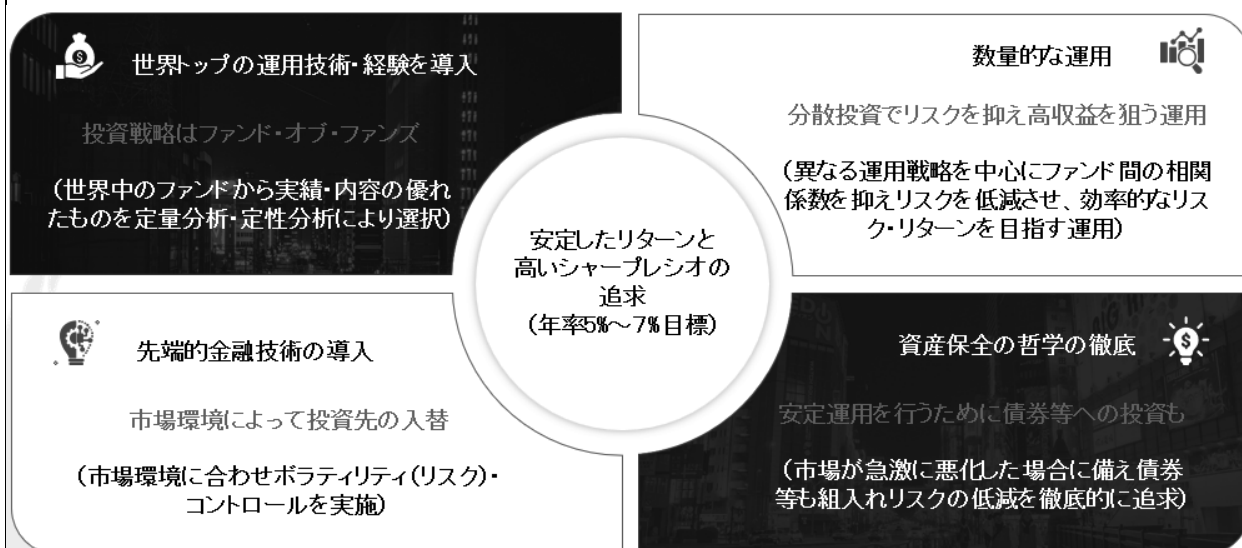 世界トップの運用技術・経験を導入
投資戦略はファンド・オブ・ファンズ
（世界中のファンドから実績・内容の優れ
たものを定量分析・定性分析により選択）
数量的な運用
分散投資でリスクを抑え高収益を狙う運用
（異なる運用戦略を中心にファンド間の相関
係数を抑えリスクを低減させ、効率的なリス
ク・リターンを目指す運用）
安定したリターンと
高いシャープレシオの
追求
（年率5%～7%目標）
先端的金融技術の導入
市場環境によって投資先の入替
（市場環境に合わせボラティリティ（リスク）・
コントロールを実施）
資産保全の哲学の徹底
安定運用を行うために債券等への投資も
（市場が急激に悪化した場合に備え債券
等も組入れリスクの低減を徹底的に追求）